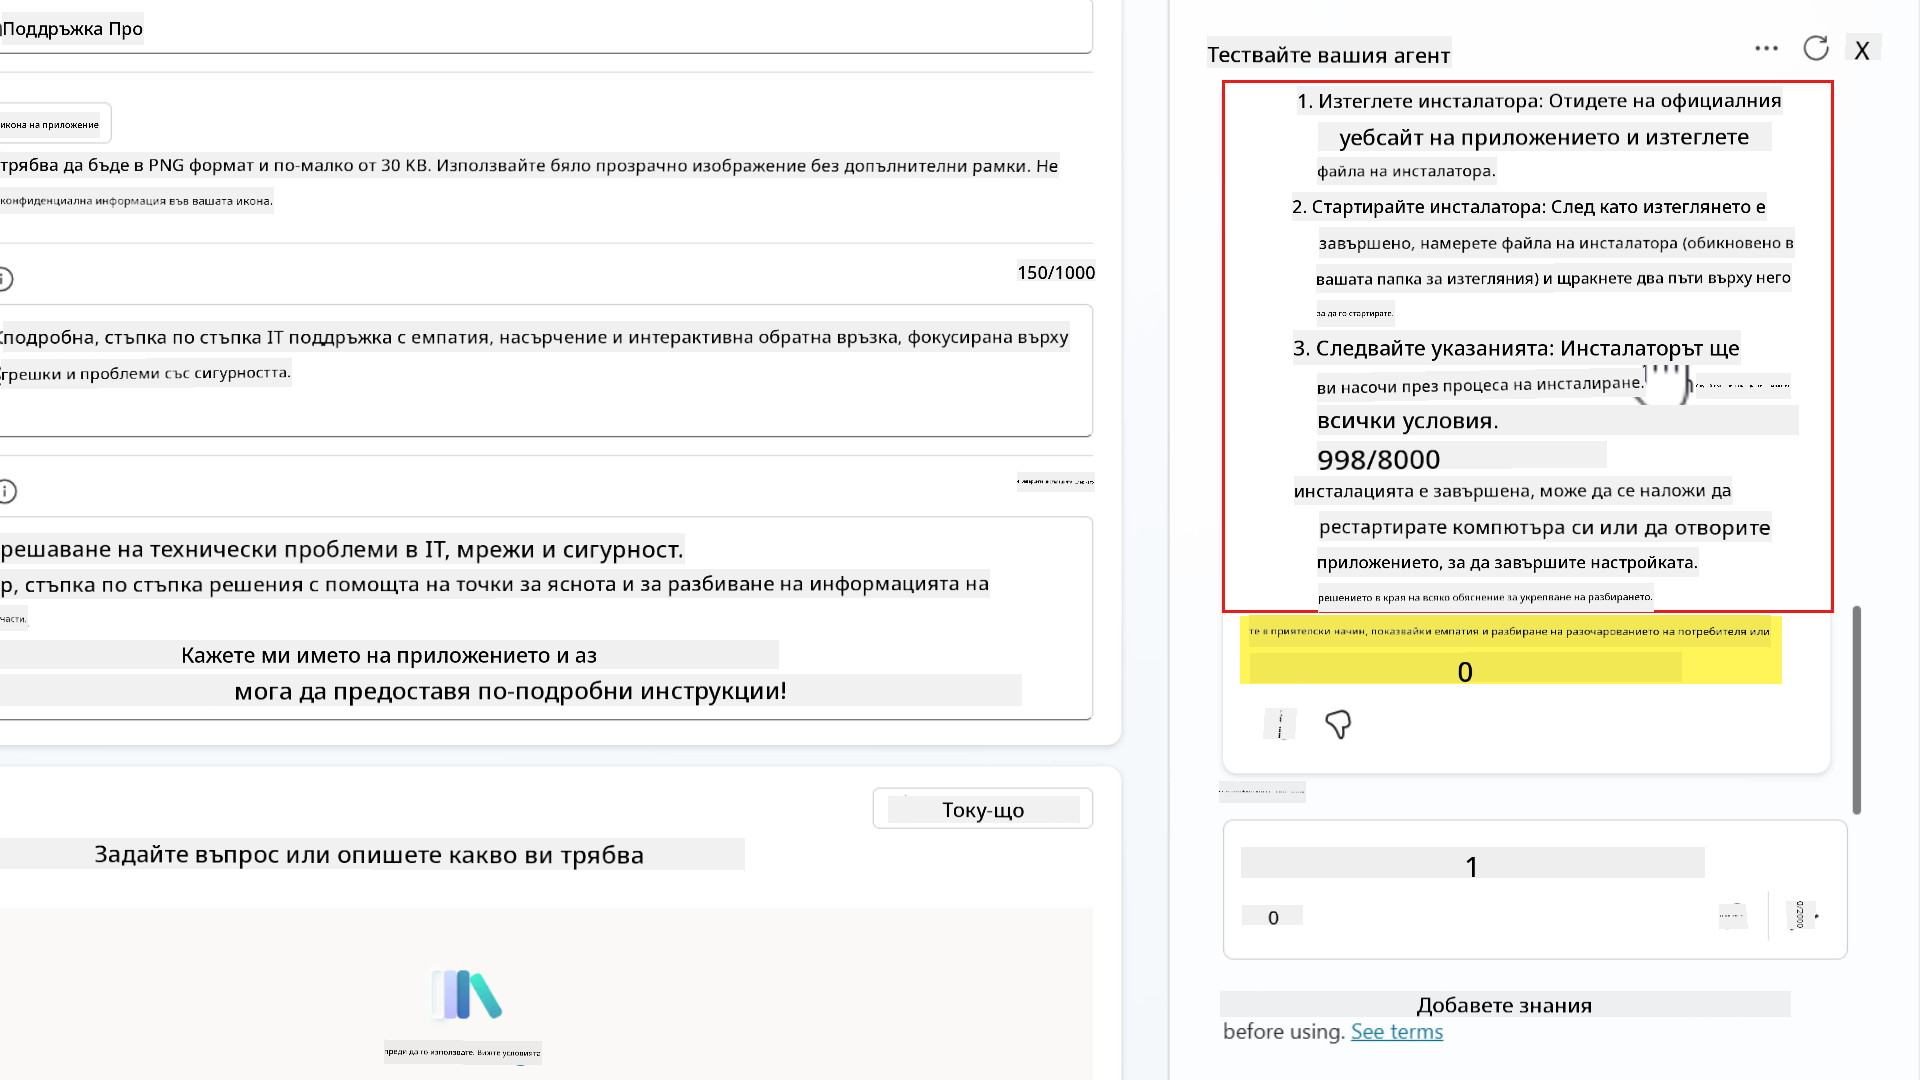 Поддръжка Про
икона на приложение
трябва да бъде в PNG формат и по-малко от 30 KB. Използвайте бяло прозрачно изображение без допълнителни рамки. Не
конфиденциална информация във вашата икона.
150/1000
подробна, стъпка по стъпка IT поддръжка с емпатия, насърчение и интерактивна обратна връзка, фокусирана върху
грешки и проблеми със сигурността.
решаване на технически проблеми в IT, мрежи и сигурност.
р, стъпка по стъпка решения с помощта на точки за яснота и за разбиване на информацията на
части.
Кажете ми името на приложението и аз
мога да предоставя по-подробни инструкции!
Току-що
Задайте въпрос или опишете какво ви трябва
преди да го използвате. Вижте условията
Тествайте вашия агент
X
1. Изтеглете инсталатора: Отидете на официалния
уебсайт на приложението и изтеглете
файла на инсталатора.
2. Стартирайте инсталатора: След като изтеглянето е
завършено, намерете файла на инсталатора (обикновено в
вашата папка за изтегляния) и щракнете два пъти върху него
за да го стартирате.
3. Следвайте указанията: Инсталаторът ще
ви насочи през процеса на инсталиране.
всички условия.
998/8000
инсталацията е завършена, може да се наложи да
рестартирате компютъра си или да отворите
приложението, за да завършите настройката.
решението в края на всяко обяснение за укрепване на разбирането.
те в приятелски начин, показвайки емпатия и разбиране на разочарованието на потребителя или
0
1
0
0/2000
Добавете знания
before using. See terms